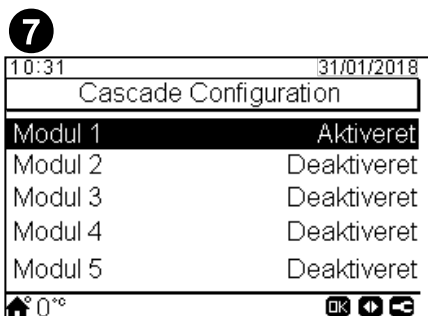 7
10:31 31/01/2018
Cascade Configuration
Modul 1 Aktiveret
Modul 2 Deaktiveret
Modul 3 Deaktiveret
Modul 4 Deaktiveret
Modul 5 Deaktiveret
0°c OK